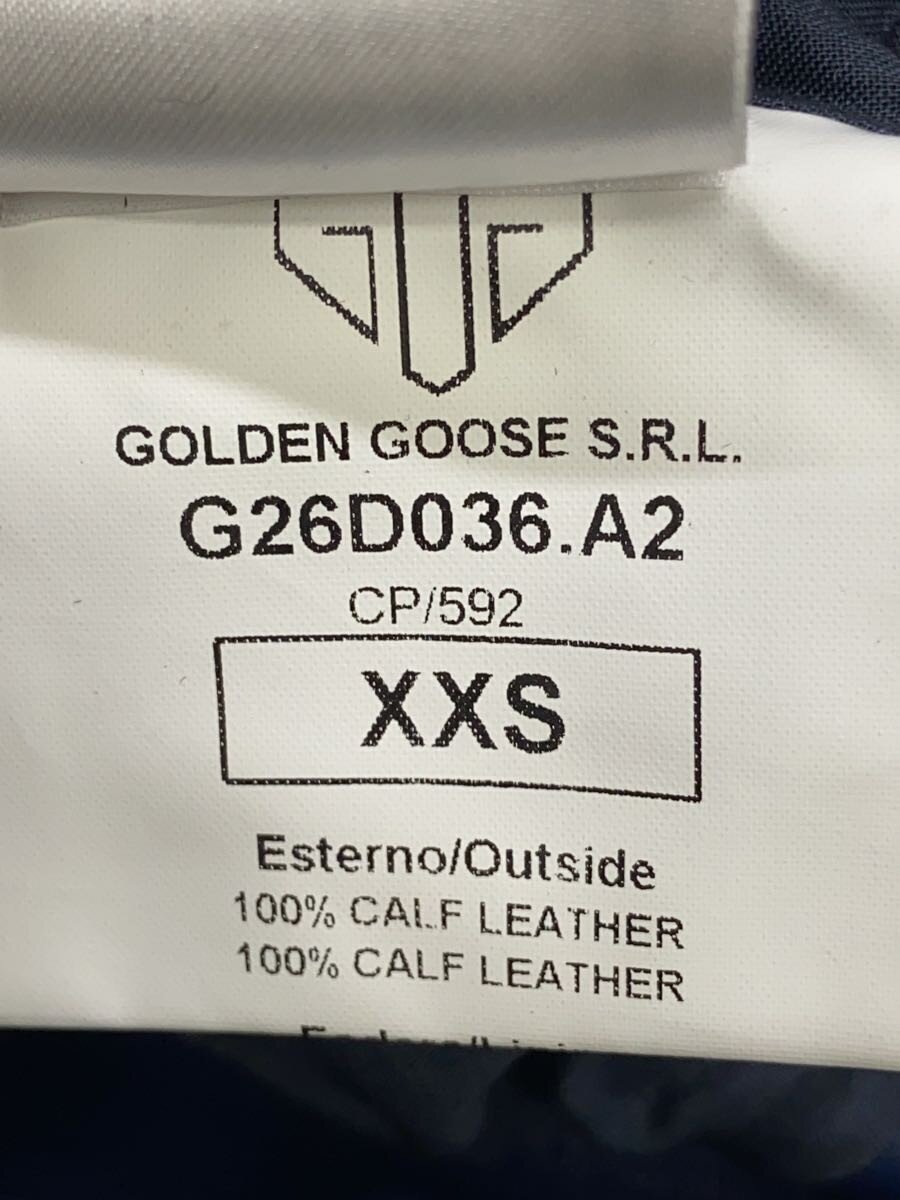 GOLDEN GOOSE S.R.L.
G26D036.A2
CP/592
XXS
Esterno/Outside
100% CALF LEATHER
100% CALF LEATHER